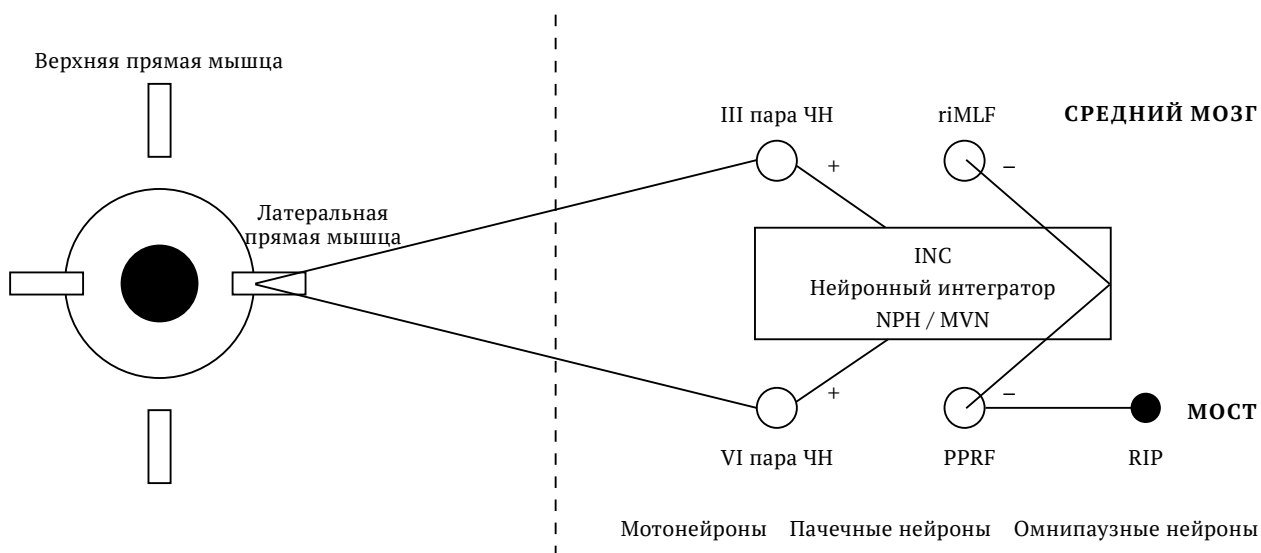 Верхняя прямая мышца
III пара ЧН
riMLF
СРЕДНИЙ МОЗГ
+
–
Латеральная
прямая мышца
INC
Нейронный интегратор
NPH / MVN
+
–
МОСТ
VI пара ЧН
PPRF
RIP
Мотонейроны
Пачечные нейроны
Омнипаузные нейроны